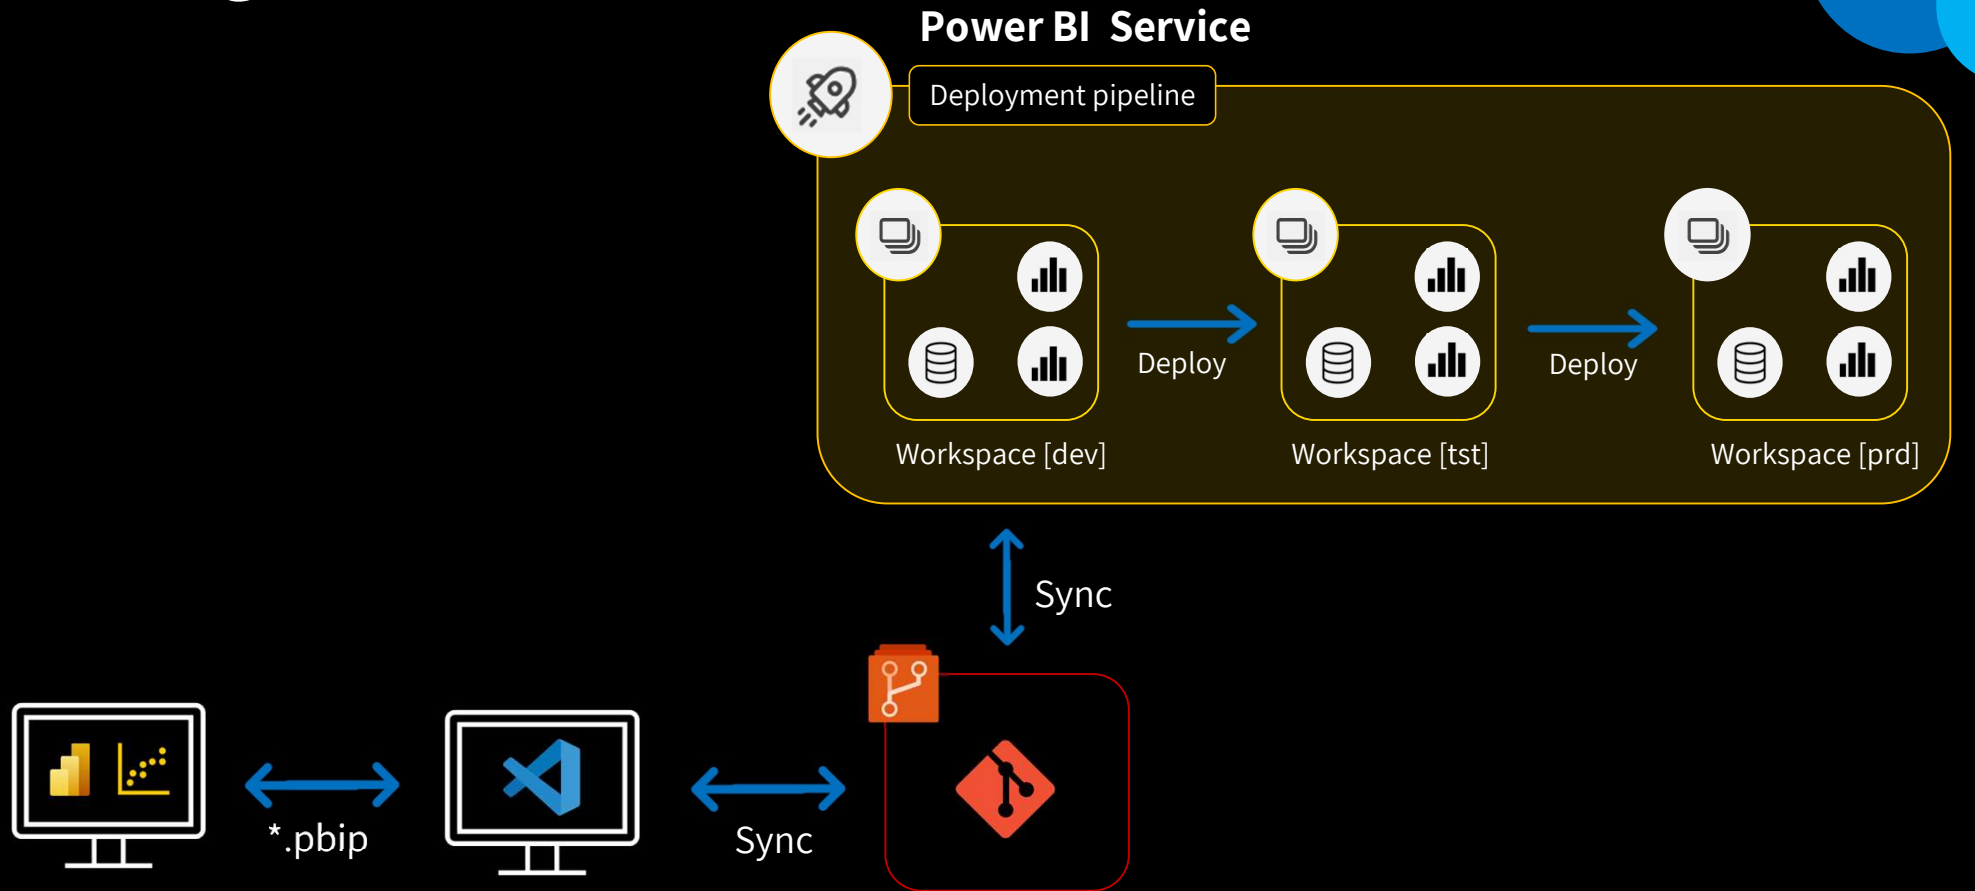 Power BI  Service
Deployment pipeline
Deploy
Deploy
Workspace [dev]
Workspace [tst]
Workspace [prd]
Sync
*.pbip
Sync